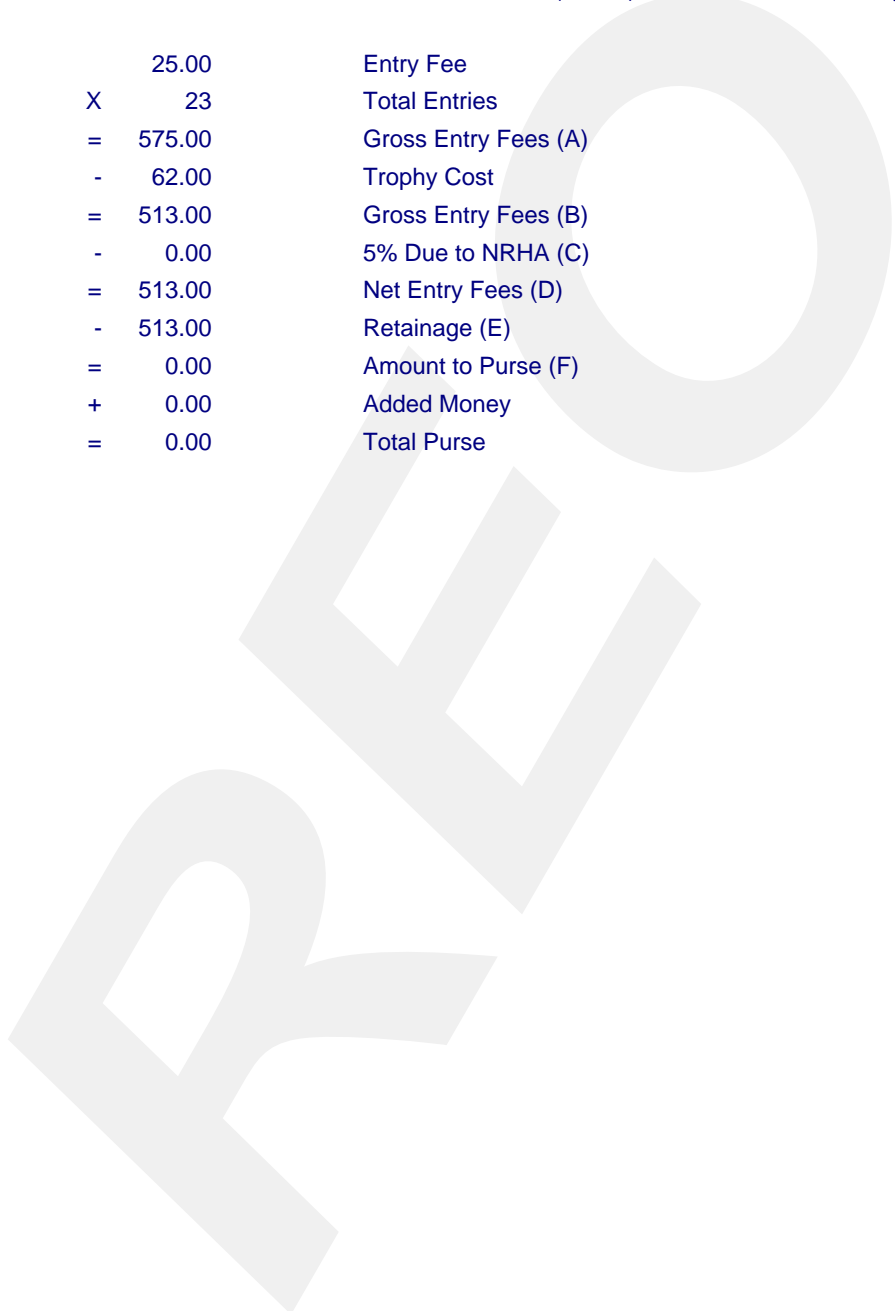 25.00 Entry Fee
X 23 Total Entries
= 575.00 Gross Entry Fees (A)
- 62.00 Trophy Cost
= 513.00 Gross Entry Fees (B)
- 0.00 5% Due to NRHA (C)
= 513.00 Net Entry Fees (D)
- 513.00 Retainage (E)
= 0.00 Amount to Purse (F)
+ 0.00 Added Money
= 0.00 Total Purse
REO